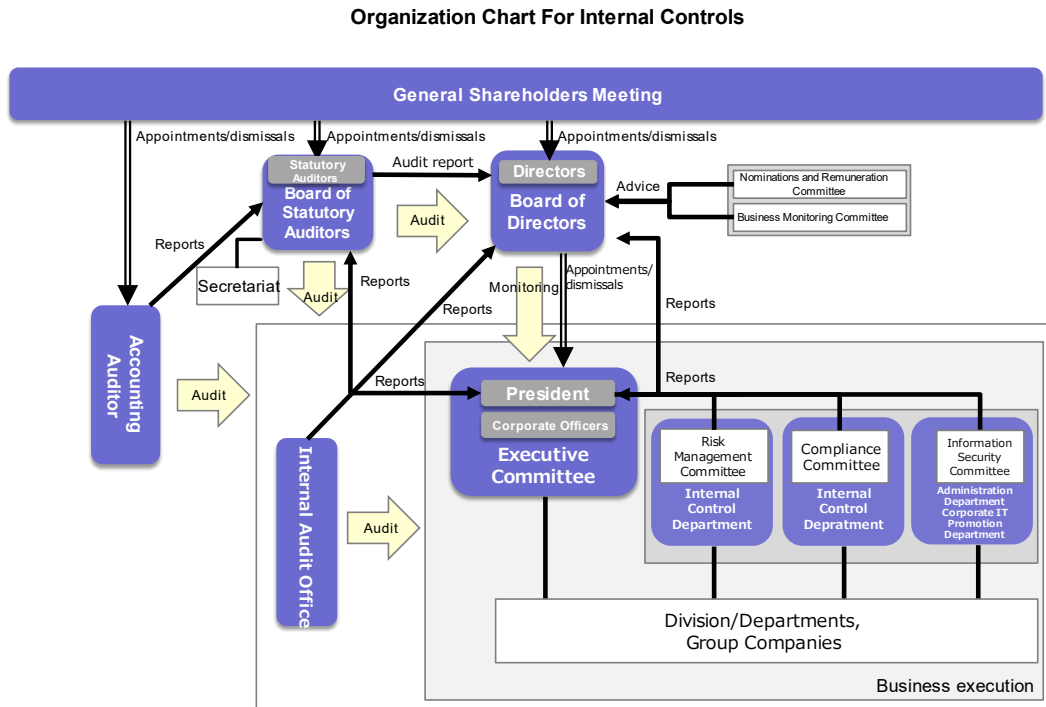 Organization Chart For Internal Controls
General Shareholders Meeting
Appointments/dismissals
Appointments/dismissals
Appointments/dismissals
Statutory
Auditors
Board of
Statutory
Auditors
Audit report
Directors
Board of
Directors
Advice
Nominations and Remuneration
Committee
Business Monitoring Committee
Audit
Reports
Secretariat
Audit
Reports
Reports
Monitoring
Appointments/
dismissals
Reports
Accounting
Auditor
Audit
Reports
Reports
President
Corporate Officers
Executive
Committee
Risk
Management
Committee
Internal
Control
Department
Compliance
Committee
Internal
Control
Depratment
Information
Security
Committee
Administration
Department
Corporate IT
Promotion
Department
Internal Audit Office
Audit
Division/Departments,
Group Companies
Business execution